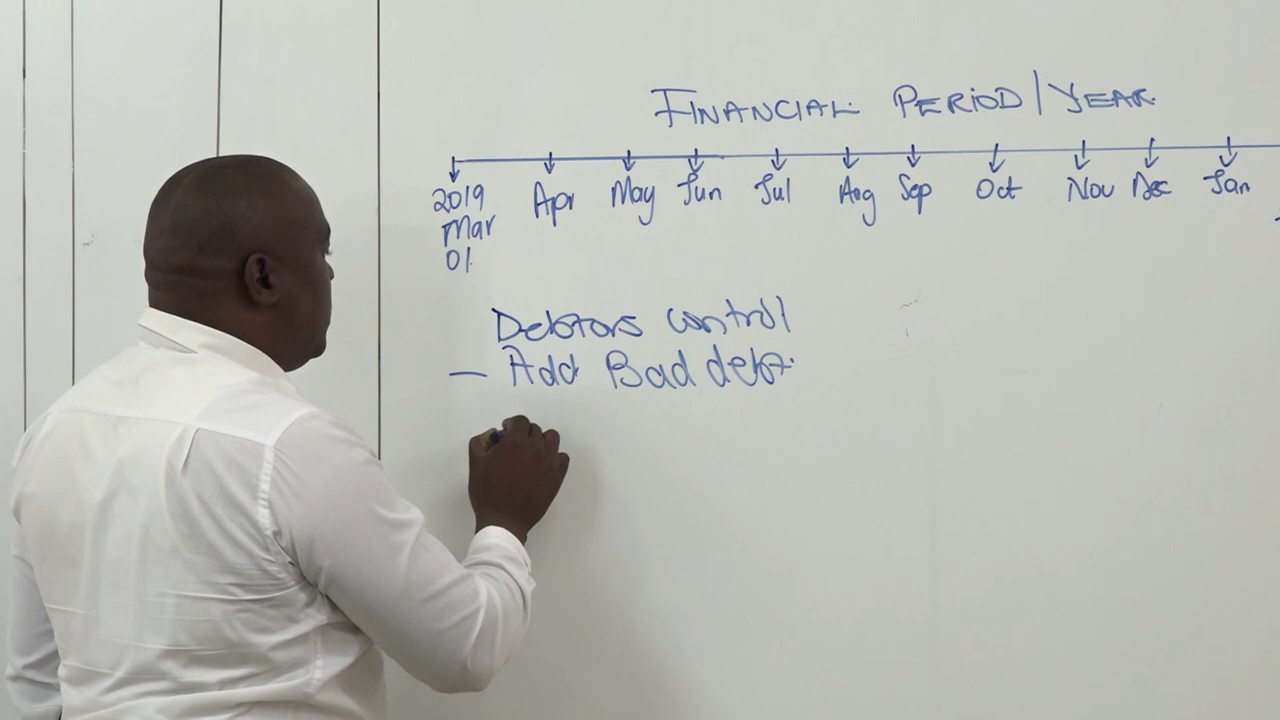 FINANCIAL PERIOD/YEAR
2019 Mar 01. Apr May Jun Jul Aug Sep Oct Nov Dec Jan
Debtors control
— Add Bad debt.